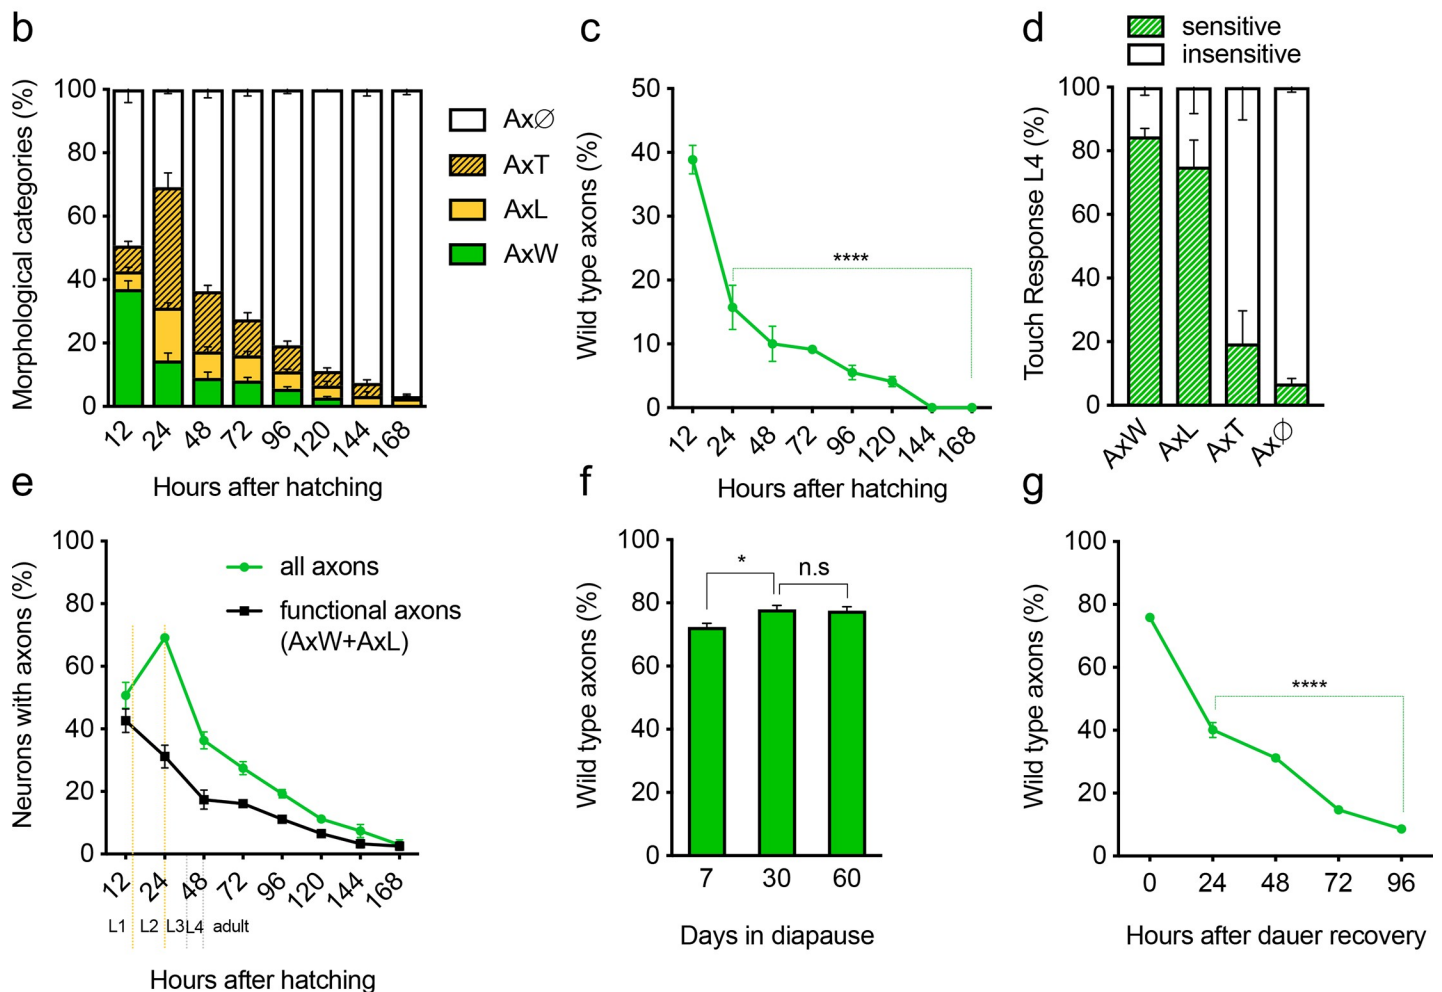 b
Morphological categories (%)
100
80
60
40
20
0
12 24 48 72 96 120 144 168
Hours after hatching
Ax∅
AxT
AxL
AxW
c
Wild type axons (%)
50
40
30
20
10
0
****
12 24 48 72 96 120 144 168
Hours after hatching
d
sensitive
insensitive
Touch Response L4 (%)
100
80
60
40
20
0
AxW AxL AxT Ax∅
e
Neurons with axons (%)
100
80
60
40
20
0
all axons
functional axons
(AxW+AxL)
12 24 48 72 96 120 144 168
L1 L2 L3 L4 adult
Hours after hatching
f
Wild type axons (%)
100
80
60
40
20
0
* n.s
7 30 60
Days in diapause
g
Wild type axons (%)
100
80
60
40
20
0
****
0 24 48 72 96
Hours after dauer recovery